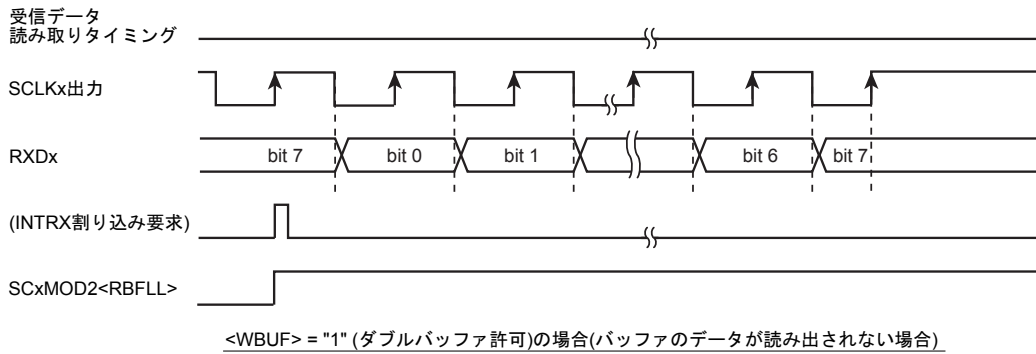 受信データ
読み取りタイミング
SCLKx出力
RXDx
bit 7
bit 0
bit 1
bit 6
bit 7
(INTRX割り込み要求)
SCxMOD2<RBFLL>
<WBUF> = "1" (ダブルバッファ許可)の場合(バッファのデータが読み出されない場合)